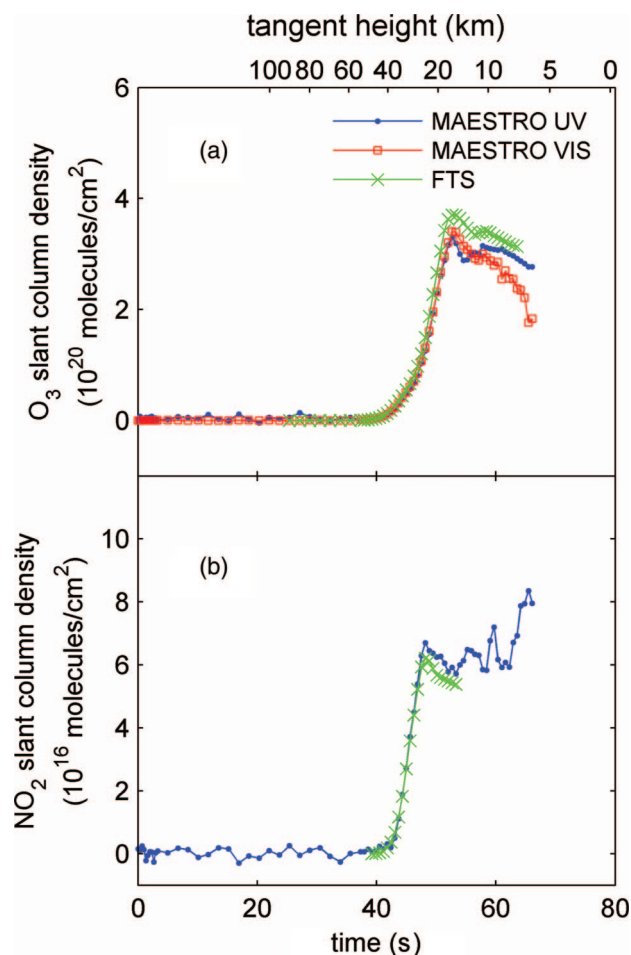 tangent height (km)
100 80 60 40 20 10 5 0
6
(a)
MAESTRO UV
MAESTRO VIS
FTS
4
2
0
O3 slant column density
(10^20 molecules/cm^2)
10
(b)
8
6
4
2
0
NO2 slant column density
(10^16 molecules/cm^2)
0 20 40 60 80
time (s)